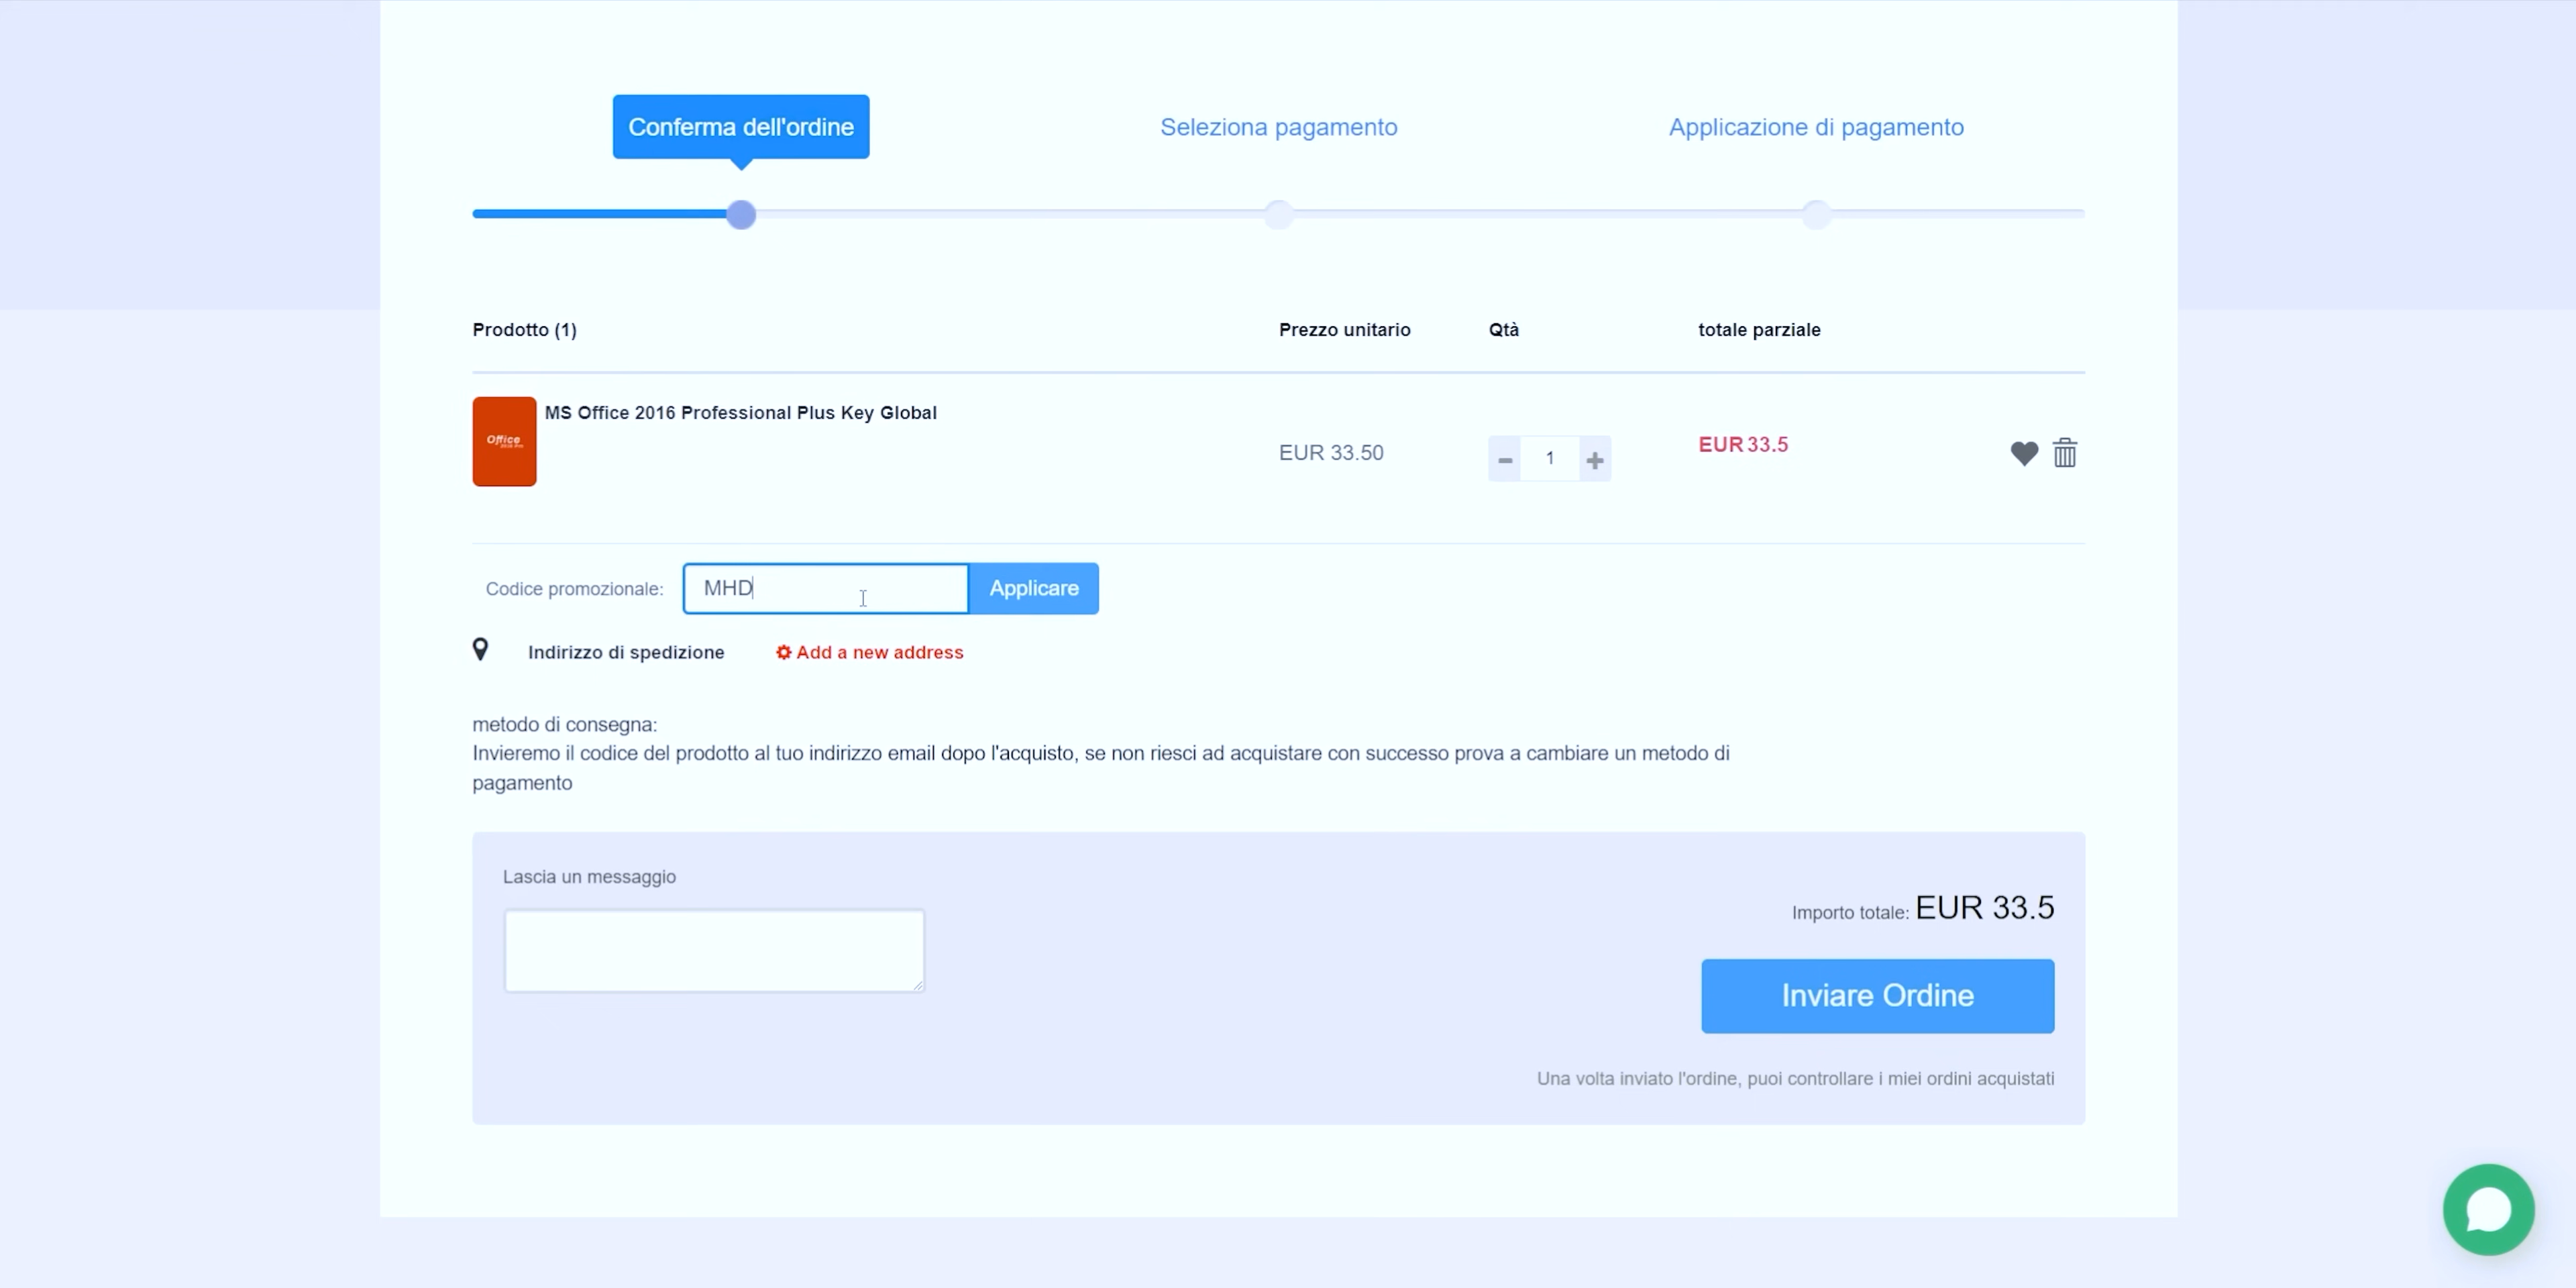 Conferma dell'ordine
Seleziona pagamento
Applicazione di pagamento
Prodotto (1)
Prezzo unitario
Qtà
totale parziale
Office
MS Office 2016 Professional Plus Key Global
EUR 33.50
1
EUR 33.5
Codice promozionale:
MHD
Applicare
Indirizzo di spedizione
Add a new address
metodo di consegna:
Invieremo il codice del prodotto al tuo indirizzo email dopo l'acquisto, se non riesci ad acquistare con successo prova a cambiare un metodo di
pagamento
Lascia un messaggio
Importo totale: EUR 33.5
Inviare Ordine
Una volta inviato l'ordine, puoi controllare i miei ordini acquistati